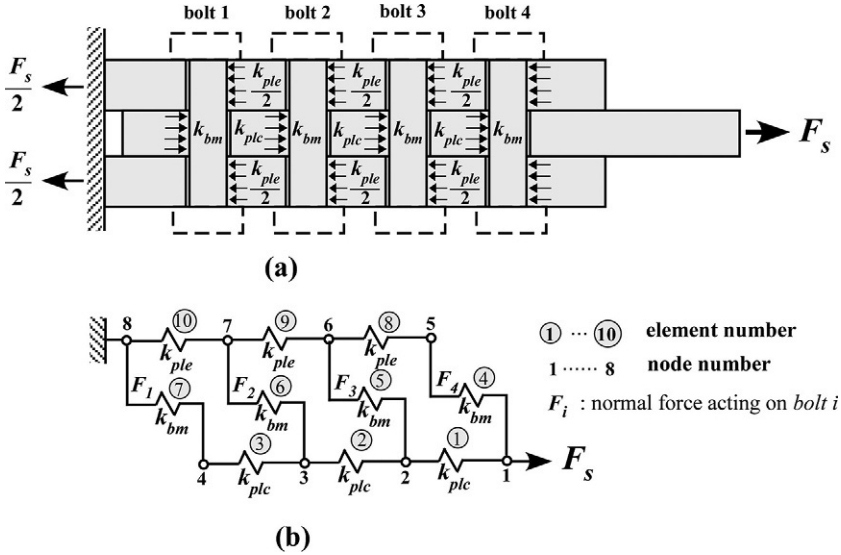 bolt 1 bolt 2 bolt 3 bolt 4
F_s/2 k_ple/2 k_ple/2 k_ple/2 k_ple/2
k_bm k_plc k_bm k_plc k_bm k_plc k_bm F_s
F_s/2 k_ple/2 k_ple/2 k_ple/2 k_ple/2
(a)
8 10 7 9 6 8 5
k_ple k_ple k_ple
F_1 7 F_2 6 F_3 5 F_4 4
k_bm k_bm k_bm k_bm
3 2 1
4 k_plc 3 k_plc 2 k_plc 1 F_s
① ... ⑩ element number
1 ...... 8 node number
F_i : normal force acting on bolt i
(b)